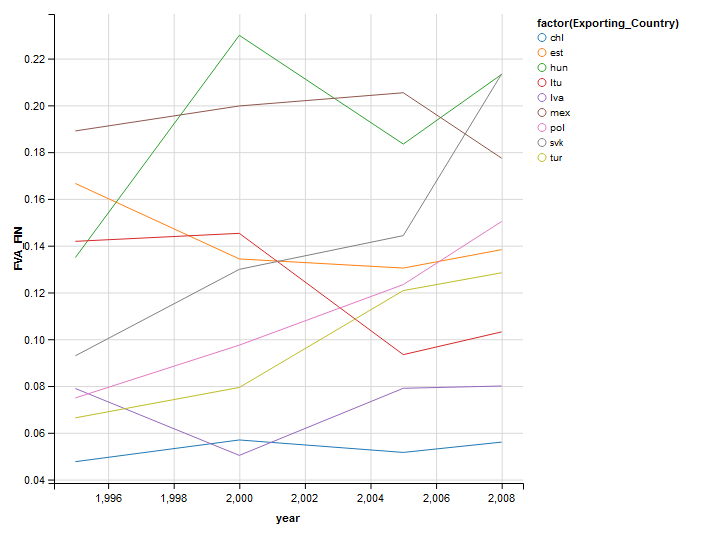 factor(Exporting_Country)
chl
est
hun
ltu
lva
mex
pol
svk
tur
FVA_FIN
0.22
0.20
0.18
0.16
0.14
0.12
0.10
0.08
0.06
0.04
1,996 1,998 2,000 2,002 2,004 2,006 2,008
year